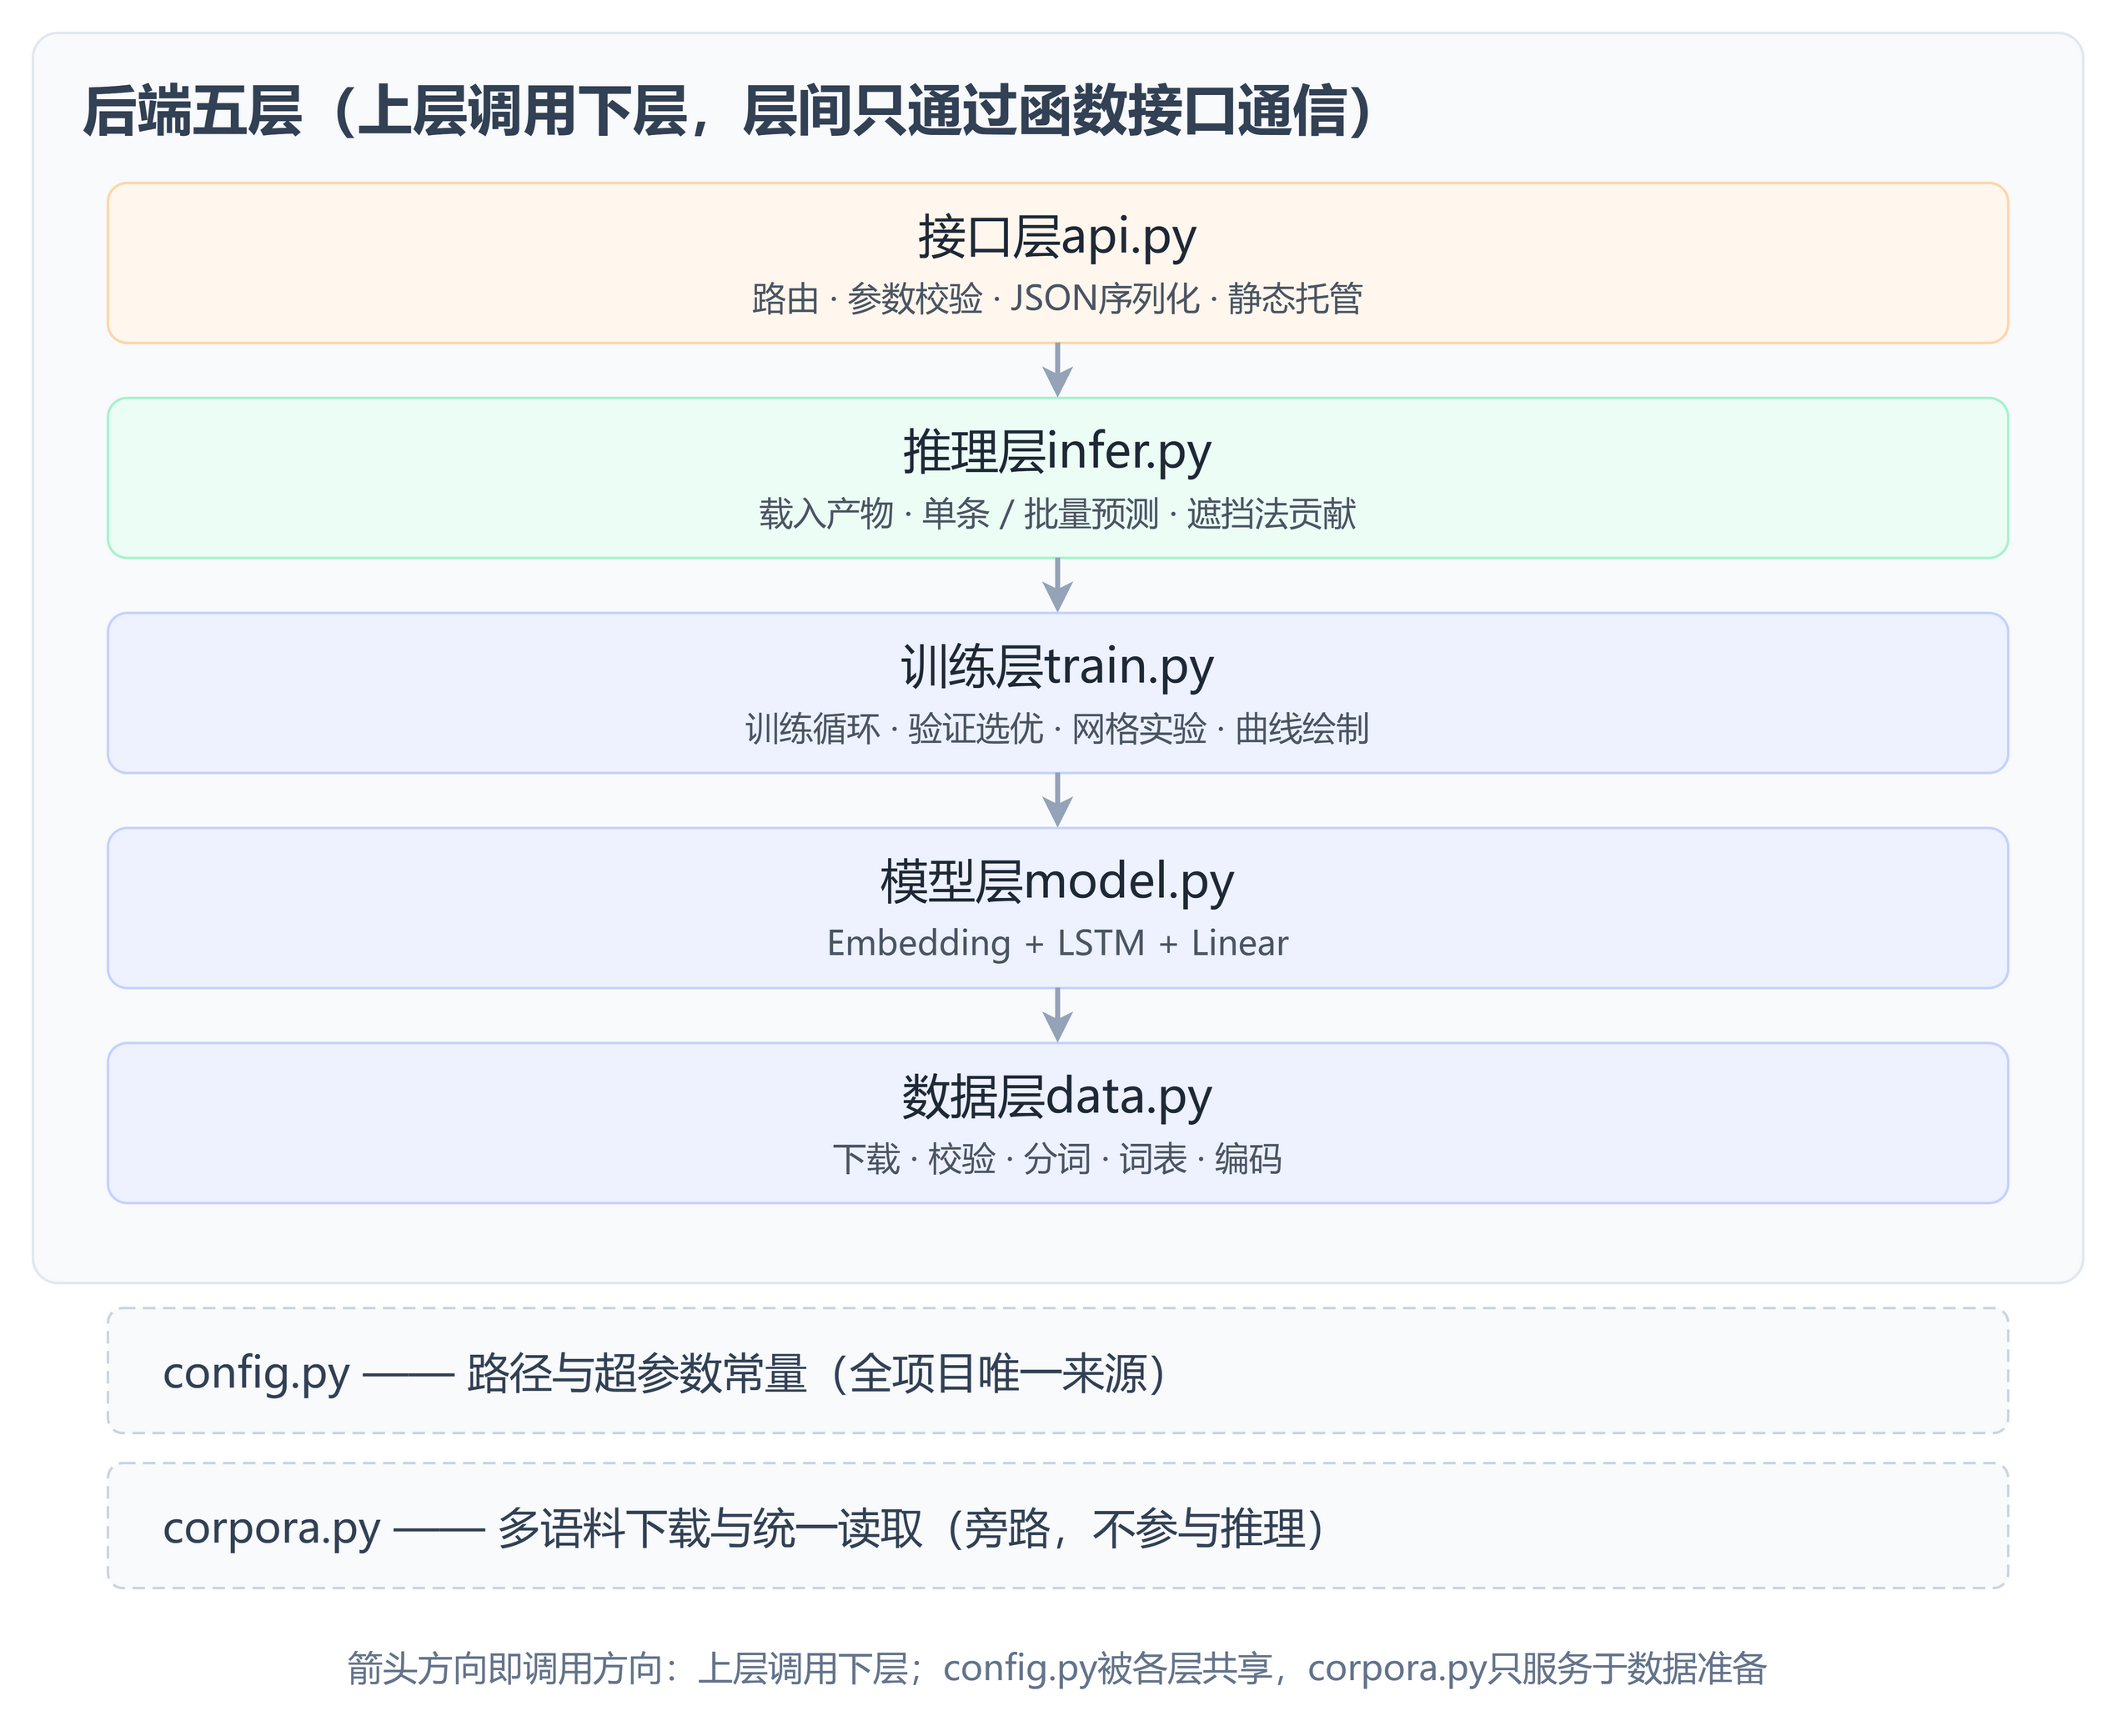 后端五层（上层调用下层，层间只通过函数接口通信）
接口层api.py
路由 · 参数校验 · JSON序列化 · 静态托管
推理层infer.py
载入产物 · 单条 / 批量预测 · 遮挡法贡献
训练层train.py
训练循环 · 验证选优 · 网格实验 · 曲线绘制
模型层model.py
Embedding + LSTM + Linear
数据层data.py
下载 · 校验 · 分词 · 词表 · 编码
config.py —— 路径与超参数常量（全项目唯一来源）
corpora.py —— 多语料下载与统一读取（旁路，不参与推理）
箭头方向即调用方向：上层调用下层；config.py被各层共享，corpora.py只服务于数据准备